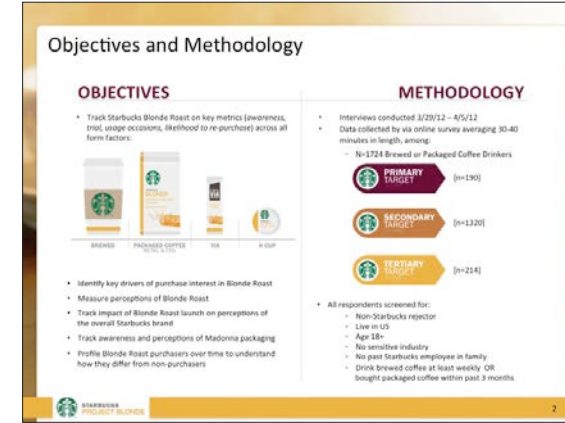 Objectives and Methodology
OBJECTIVES
• Track Starbucks Blonde Roast on key metrics (awareness,
trial, usage occasions, likelihood to re-purchase) across all
form factors:
BREWED
PACKAGED COFFEE
RETAIL & CPG
VIA
K-CUP
• Identify key drivers of purchase interest in Blonde Roast
• Measure perceptions of Blonde Roast
• Track impact of Blonde Roast launch on perceptions of
the overall Starbucks brand
• Track awareness and perceptions of Madonna packaging
• Profile Blonde Roast purchasers over time to understand
how they differ from non-purchasers
METHODOLOGY
• Interviews conducted 3/29/12 – 4/5/12
• Data collected by via online survey averaging 30-40
minutes in length, among:
- N=1724 Brewed or Packaged Coffee Drinkers
PRIMARY
TARGET
[n=190]
SECONDARY
TARGET
[n=1320]
TERTIARY
TARGET
[n=214]
• All respondents screened for:
- Non-Starbucks rejector
- Live in US
- Age 18+
- No sensitive industry
- No past Starbucks employee in family
- Drink brewed coffee at least weekly OR
bought packaged coffee within past 3 months
STARBUCKS
PROJECT BLONDE
2